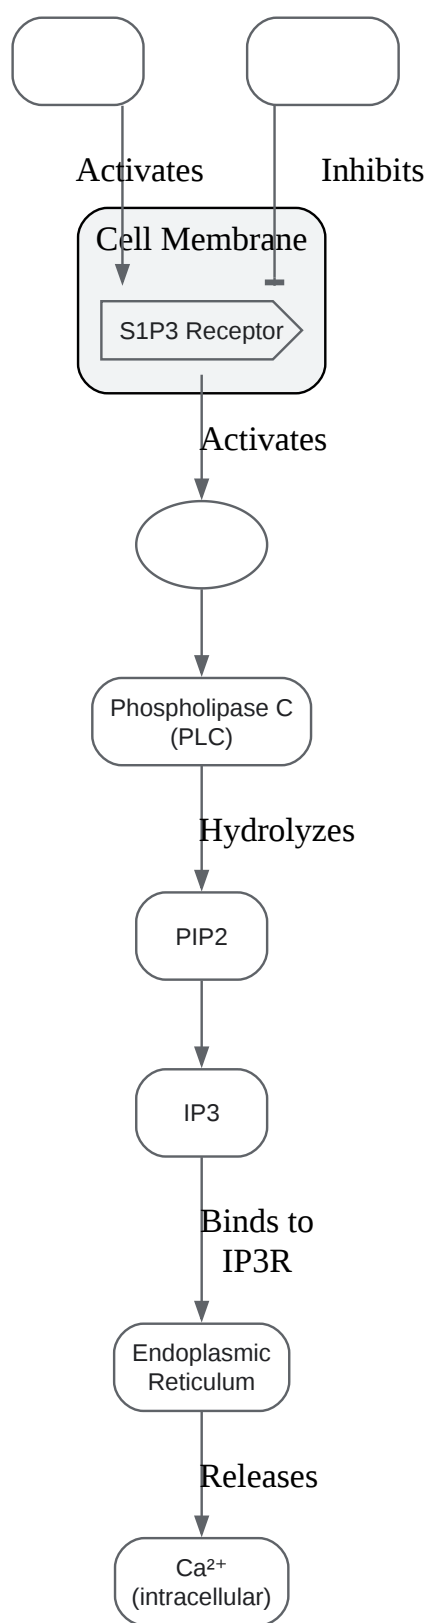 Activates
Inhibits
Cell Membrane
S1P3 Receptor
Activates
Phospholipase C
(PLC)
Hydrolyzes
PIP2
IP3
Binds to
IP3R
Endoplasmic
Reticulum
Releases
Ca²⁺
(intracellular)